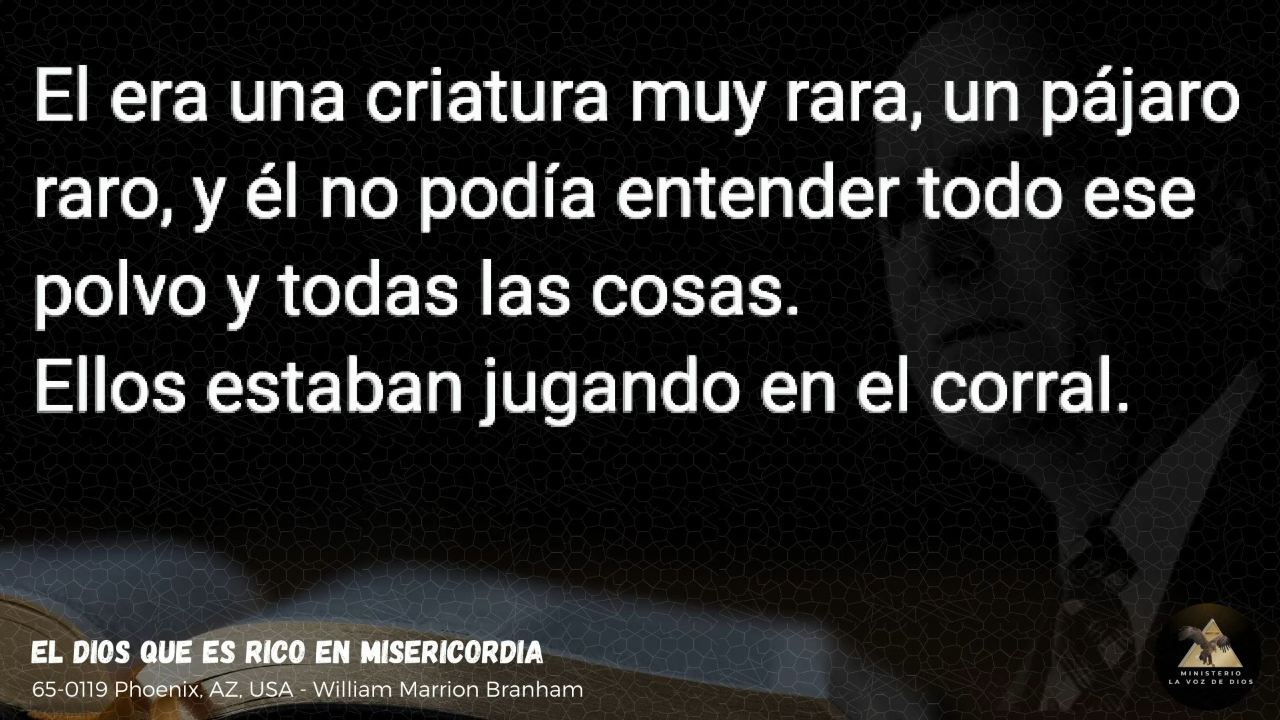 El era una criatura muy rara, un pájaro
raro, y él no podía entender todo ese
polvo y todas las cosas.
Ellos estaban jugando en el corral.
EL DIOS QUE ES RICO EN MISERICORDIA
65-0119 Phoenix, AZ, USA - William Marrion Branham
MINISTERIO
LA VOZ DE DIOS